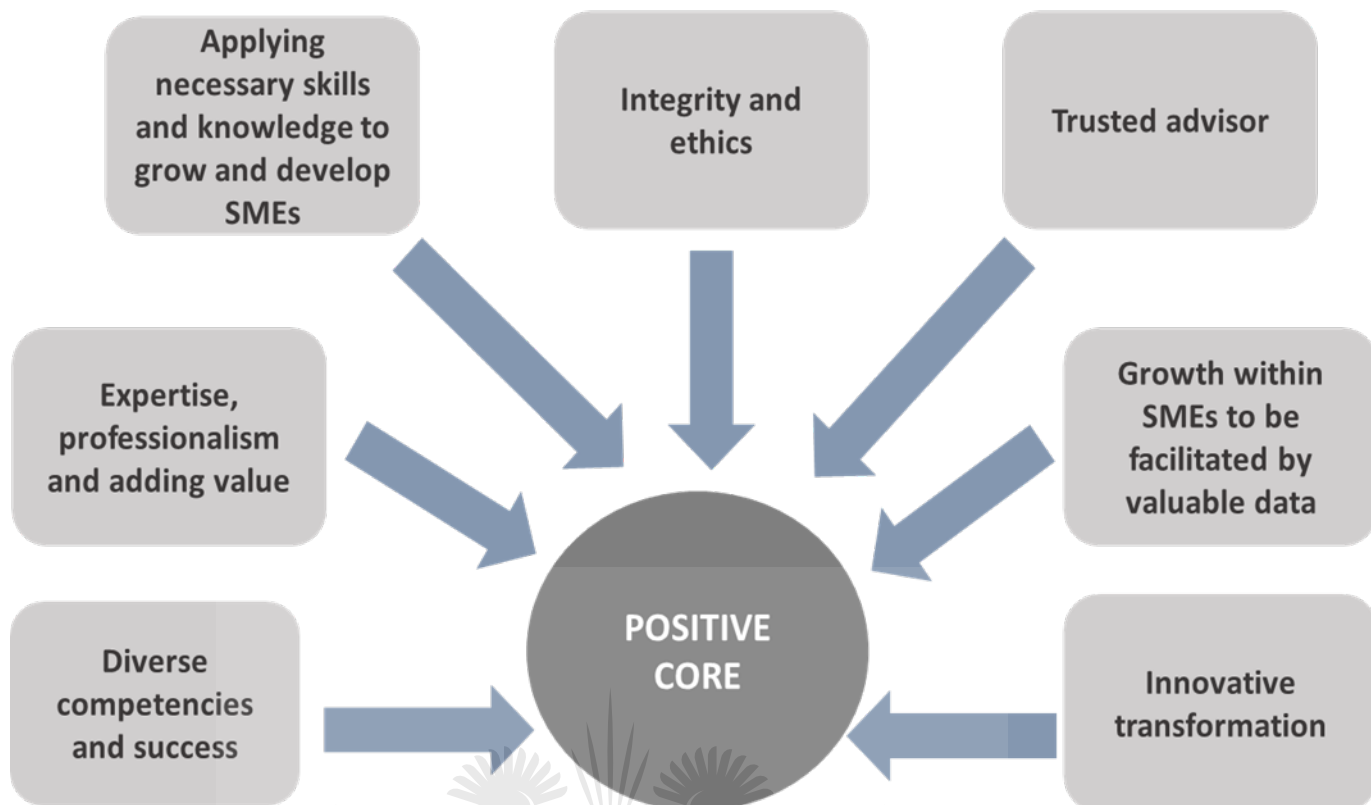 Applying
necessary skills
and knowledge to
grow and develop
SMEs
Integrity and
ethics
Trusted advisor
Expertise,
professionalism
and adding value
Growth within
SMEs to be
facilitated by
valuable data
Diverse
competencies
and success
POSITIVE
CORE
Innovative
transformation